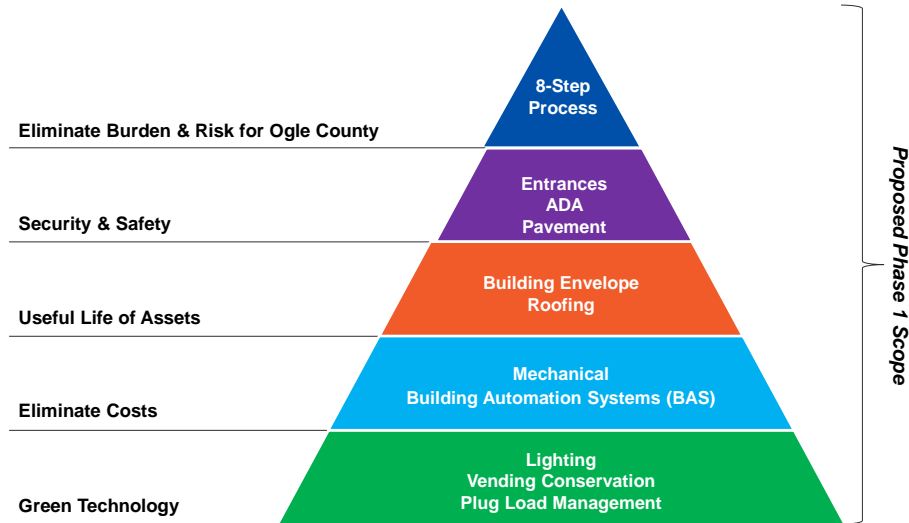 8-Step
Process
Eliminate Burden & Risk for Ogle County
Entrances
ADA
Pavement
Security & Safety
Building Envelope
Roofing
Useful Life of Assets
Mechanical
Building Automation Systems (BAS)
Eliminate Costs
Lighting
Vending Conservation
Plug Load Management
Green Technology
Proposed Phase 1 Scope